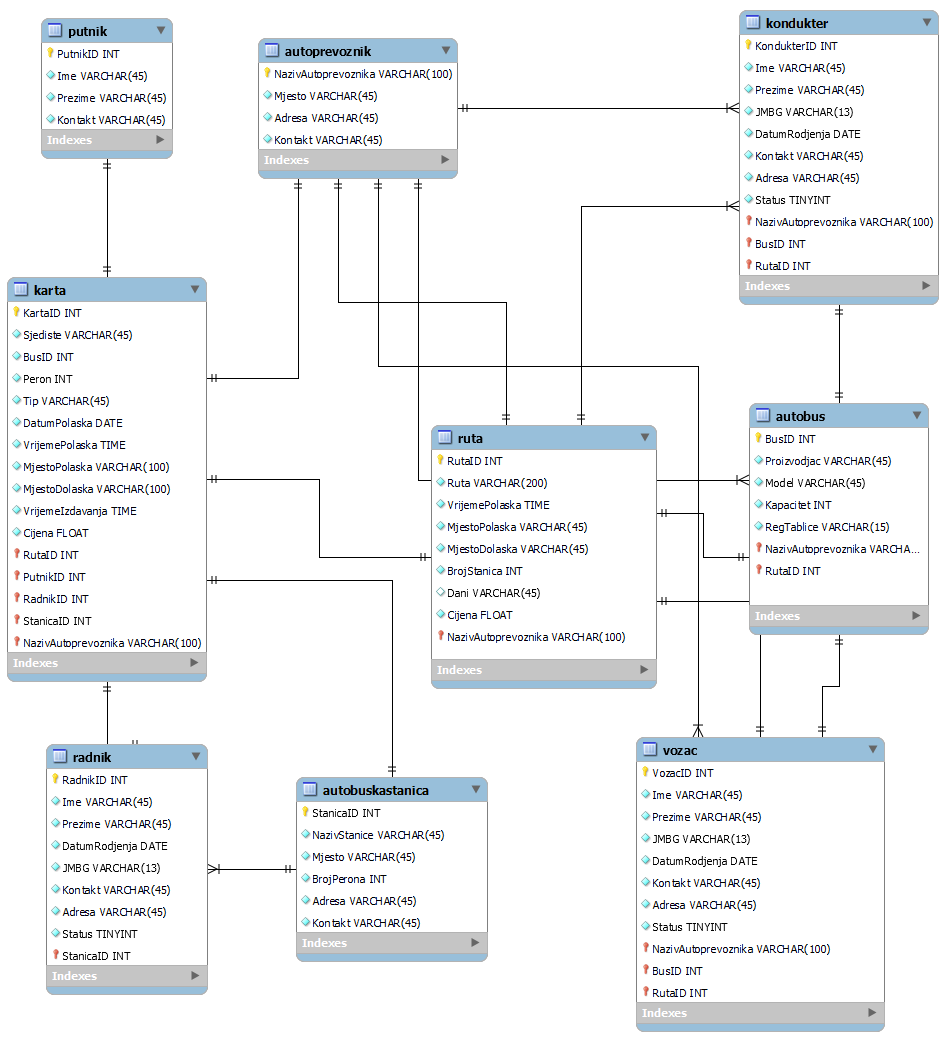 putnik
PutnikID INT
Ime VARCHAR(45)
Prezime VARCHAR(45)
Kontakt VARCHAR(45)
Indexes
autoprevoznik
NazivAutoprevoznika VARCHAR(100)
Mjesto VARCHAR(45)
Adresa VARCHAR(45)
Kontakt VARCHAR(45)
Indexes
kondukter
KondukterID INT
Ime VARCHAR(45)
Prezime VARCHAR(45)
JMBG VARCHAR(13)
DatumRodjenja DATE
Kontakt VARCHAR(45)
Adresa VARCHAR(45)
Status TINYINT
NazivAutoprevoznika VARCHAR(100)
BusID INT
RutaID INT
Indexes
karta
KartaID INT
Sjediste VARCHAR(45)
BusID INT
Peron INT
Tip VARCHAR(45)
DatumPolaska DATE
VrijemePolaska TIME
MjestoPolaska VARCHAR(100)
MjestoDolaska VARCHAR(100)
VrijemeIzdavanja TIME
Cijena FLOAT
RutaID INT
PutnikID INT
RadnikID INT
StanicaID INT
NazivAutoprevoznika VARCHAR(100)
Indexes
ruta
RutaID INT
Ruta VARCHAR(200)
VrijemePolaska TIME
MjestoPolaska VARCHAR(45)
MjestoDolaska VARCHAR(45)
BrojStanica INT
Dani VARCHAR(45)
Cijena FLOAT
NazivAutoprevoznika VARCHAR(100)
Indexes
autobus
BusID INT
Proizvodjac VARCHAR(45)
Model VARCHAR(45)
Kapacitet INT
RegTablice VARCHAR(15)
NazivAutoprevoznika VARCHA...
RutaID INT
Indexes
radnik
RadnikID INT
Ime VARCHAR(45)
Prezime VARCHAR(45)
DatumRodjenja DATE
JMBG VARCHAR(13)
Kontakt VARCHAR(45)
Adresa VARCHAR(45)
Status TINYINT
StanicaID INT
Indexes
autobuskastanica
StanicaID INT
NazivStanice VARCHAR(45)
Mjesto VARCHAR(45)
BrojPerona INT
Adresa VARCHAR(45)
Kontakt VARCHAR(45)
Indexes
vozac
VozacID INT
Ime VARCHAR(45)
Prezime VARCHAR(45)
JMBG VARCHAR(13)
DatumRodjenja DATE
Kontakt VARCHAR(45)
Adresa VARCHAR(45)
Status TINYINT
NazivAutoprevoznika VARCHAR(100)
BusID INT
RutaID INT
Indexes